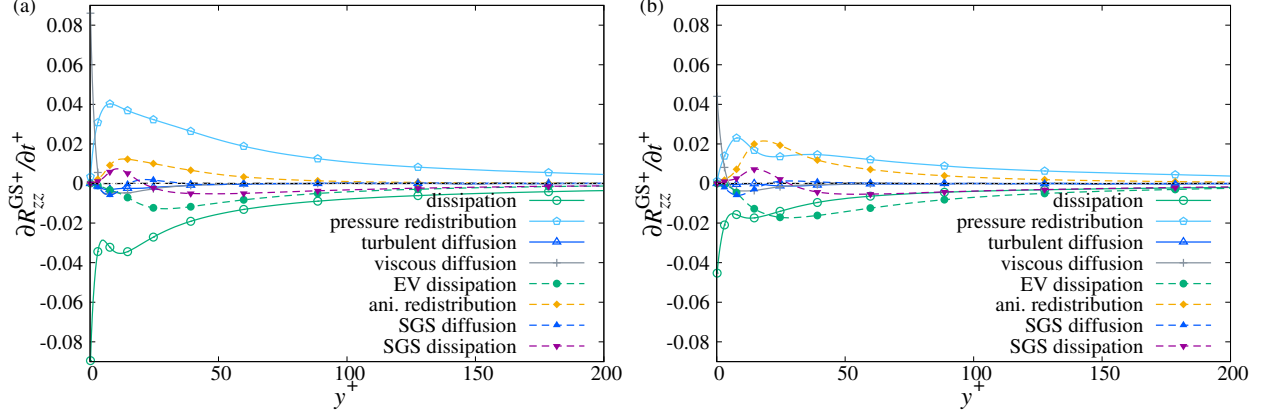 (a)
0.08
0.06
0.04
0.02
0
-0.02
-0.04
-0.06
-0.08
∂R_zz^GS+/∂t^+
dissipation
pressure redistribution
turbulent diffusion
viscous diffusion
EV dissipation
ani. redistribution
SGS diffusion
SGS dissipation
0 50 100 150 200
y^+
(b)
0.08
0.06
0.04
0.02
0
-0.02
-0.04
-0.06
-0.08
∂R_zz^GS+/∂t^+
dissipation
pressure redistribution
turbulent diffusion
viscous diffusion
EV dissipation
ani. redistribution
SGS diffusion
SGS dissipation
0 50 100 150 200
y^+